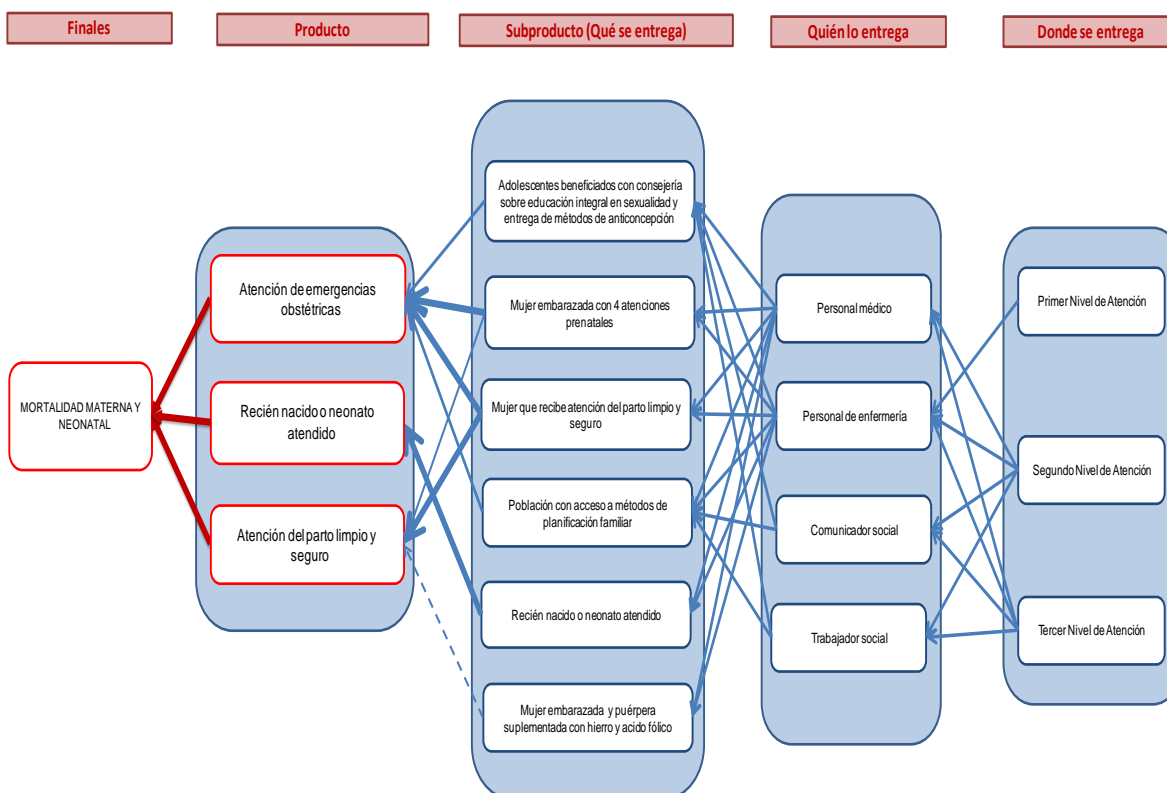 Finales
Producto
Subproducto (Qué se entrega)
Quién lo entrega
Donde se entrega
MORTALIDAD MATERNA Y
NEONATAL
Atención de emergencias
obstétricas
Recién nacido o neonato
atendido
Atención del parto limpio y
seguro
Adolescentes beneficiados con consejería
sobre educación integral en sexualidad y
entrega de métodos de anticoncepción
Mujer embarazada con 4 atenciones
prenatales
Mujer que recibe atención del parto limpio y
seguro
Población con acceso a métodos de
planificación familiar
Recién nacido o neonato atendido
Mujer embarazada y puérpera
suplementada con hierro y acido fólico
Personal médico
Personal de enfermería
Comunicador social
Trabajador social
Primer Nivel de Atención
Segundo Nivel de Atención
Tercer Nivel de Atención